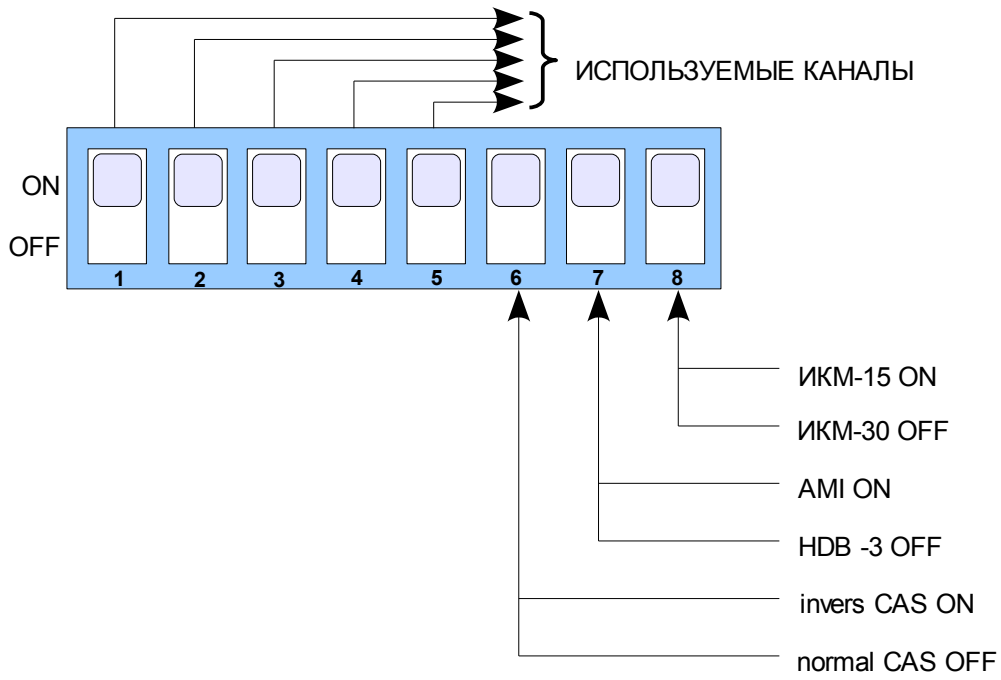 ИСПОЛЬЗУЕМЫЕ КАНАЛЫ
ON
OFF
1 2 3 4 5 6 7 8
ИКМ-15 ON
ИКМ-30 OFF
AMI ON
HDB -3 OFF
invers CAS ON
normal CAS OFF